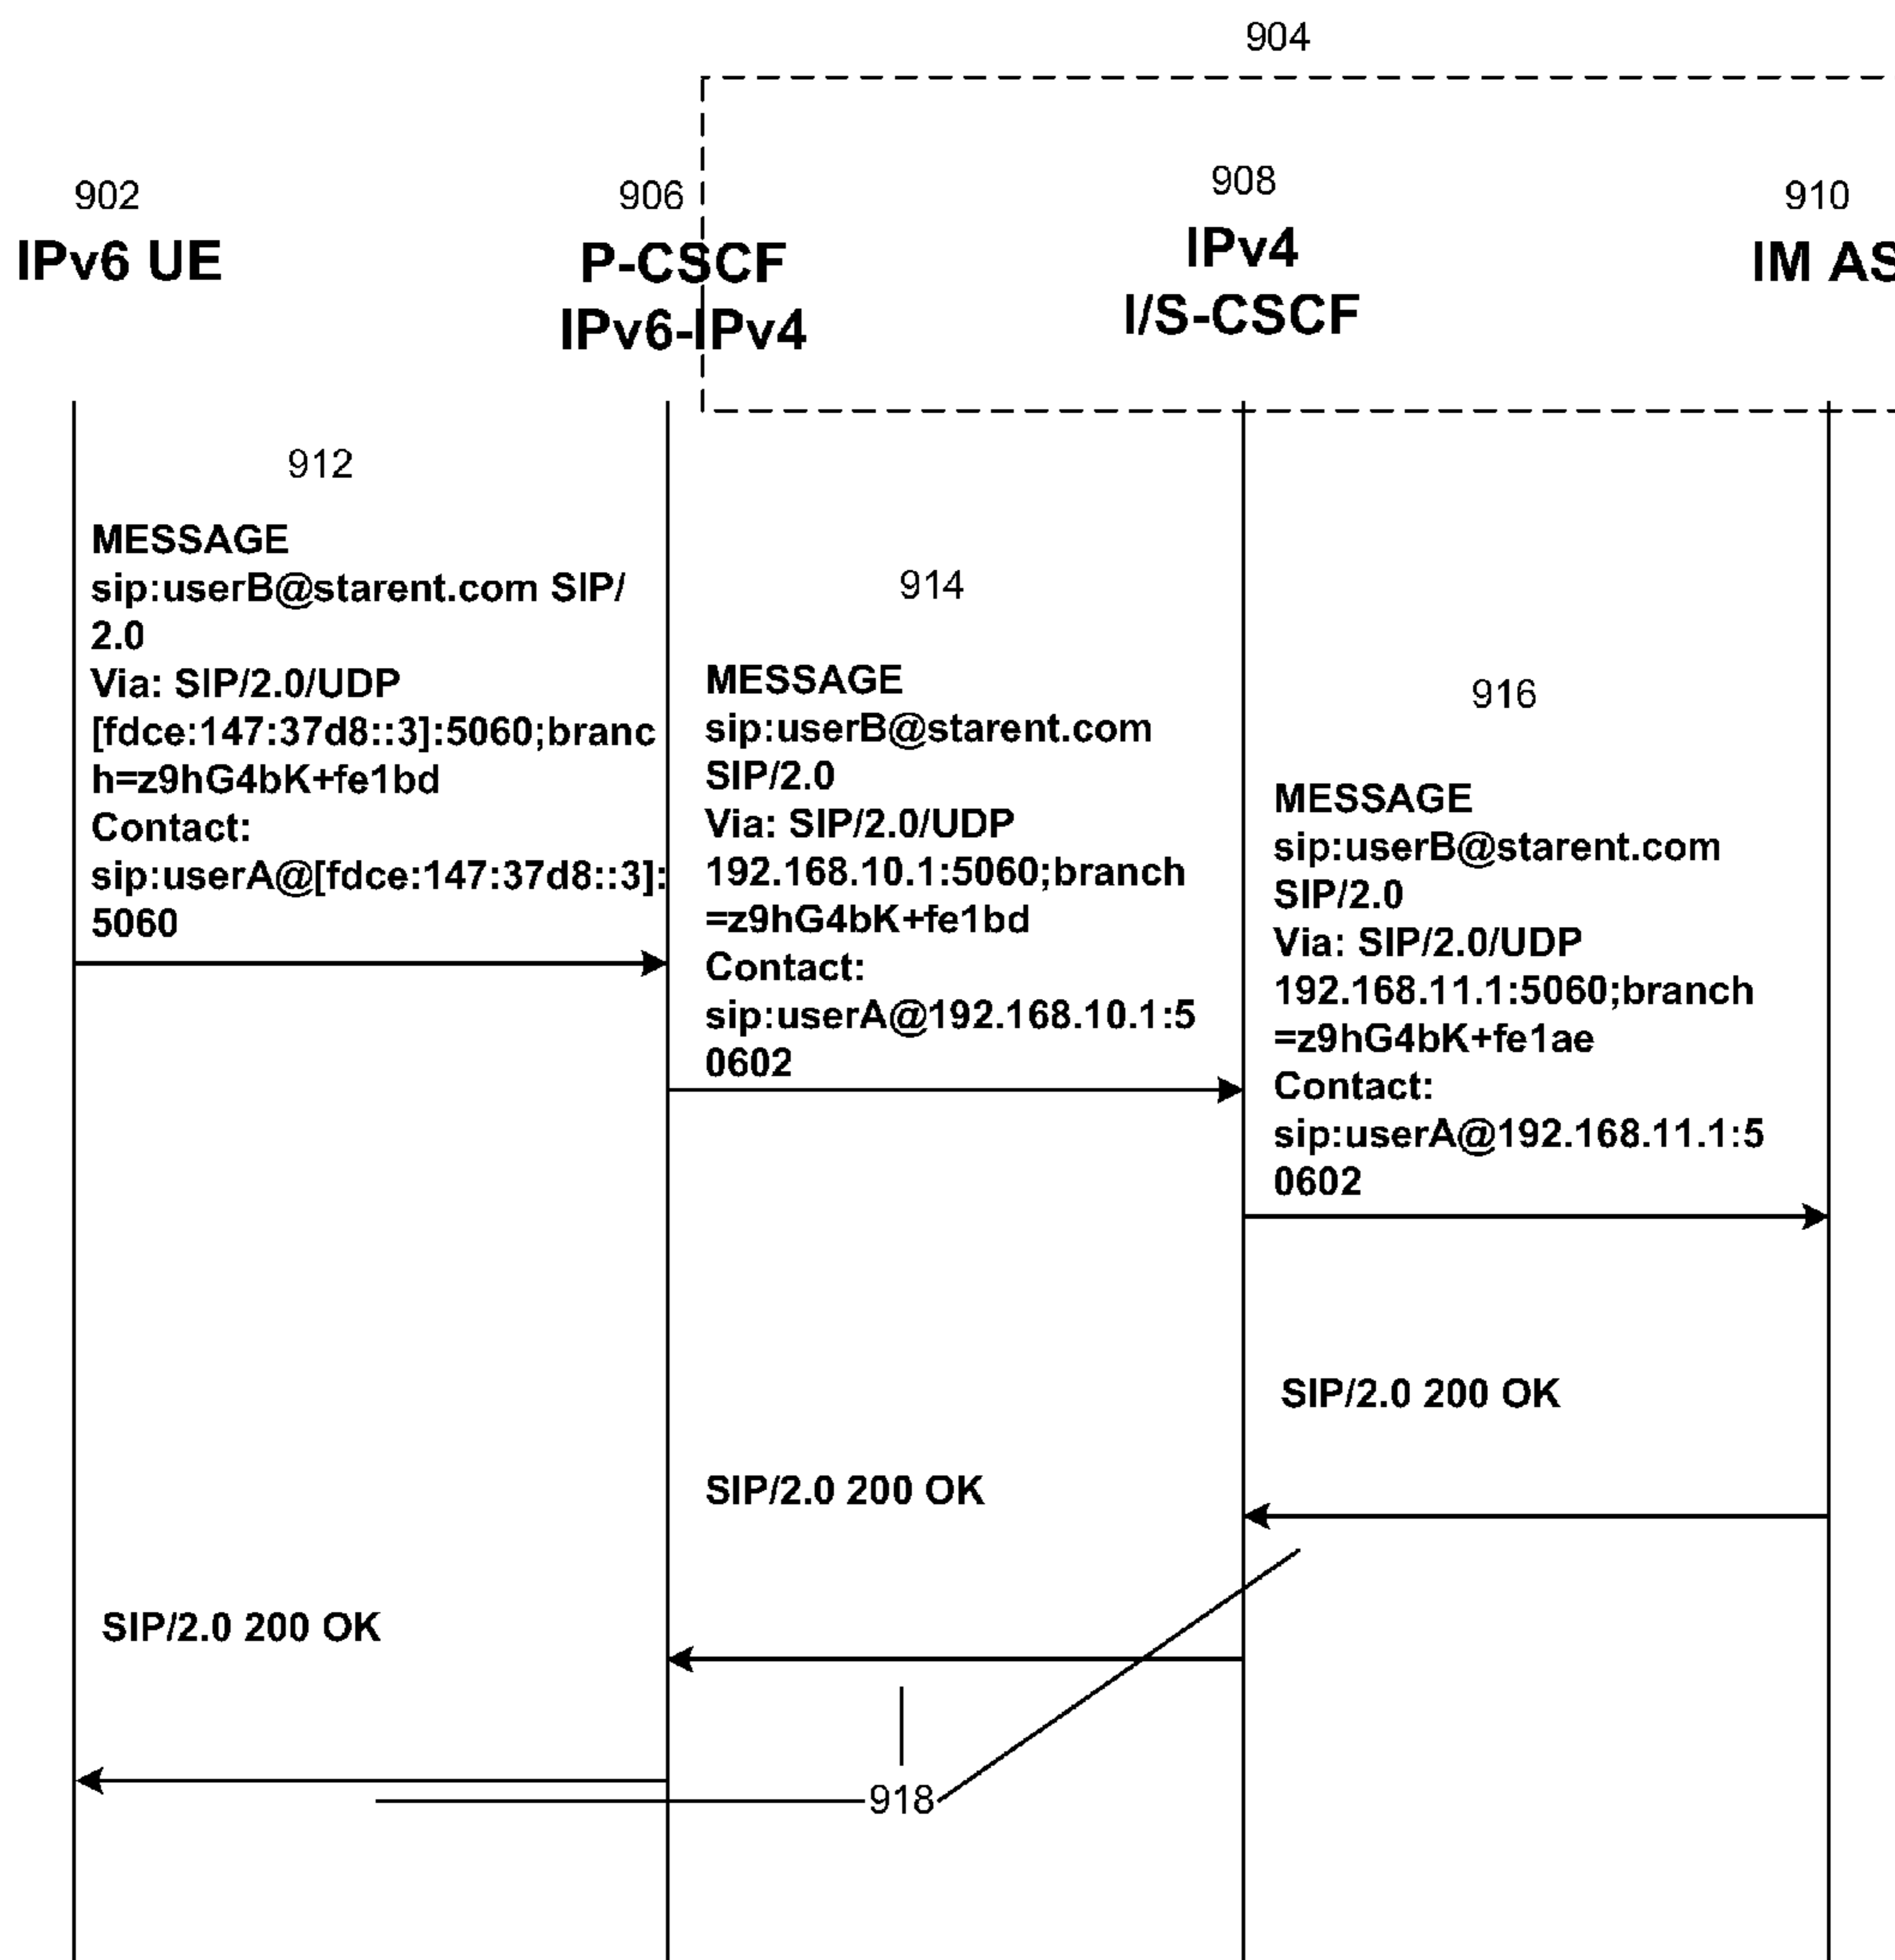 904
902
906
908
910
IPv6 UE
P-CSCF
IPv6-IPv4
IPv4
I/S-CSCF
IM AS
912
MESSAGE
sip:userB@starent.com SIP/
2.0
Via: SIP/2.0/UDP
[fdce:147:37d8::3]:5060;branc
h=z9hG4bK+fe1bd
Contact:
sip:userA@[fdce:147:37d8::3]:
5060
914
MESSAGE
sip:userB@starent.com
SIP/2.0
Via: SIP/2.0/UDP
192.168.10.1:5060;branch
=z9hG4bK+fe1bd
Contact:
sip:userA@192.168.10.1:5
0602
916
MESSAGE
sip:userB@starent.com
SIP/2.0
Via: SIP/2.0/UDP
192.168.11.1:5060;branch
=z9hG4bK+fe1ae
Contact:
sip:userA@192.168.11.1:5
0602
SIP/2.0 200 OK
SIP/2.0 200 OK
SIP/2.0 200 OK
918